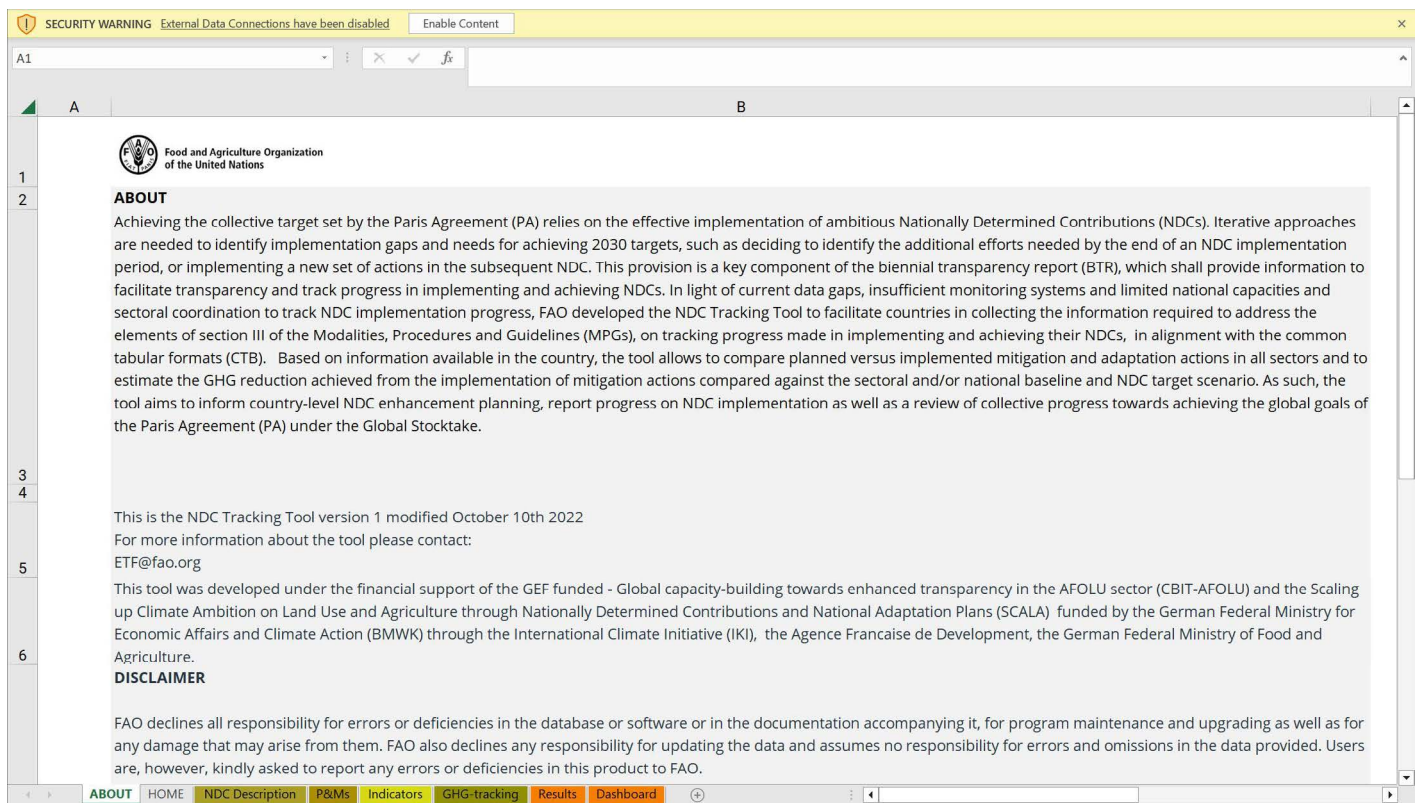 SECURITY WARNING External Data Connections have been disabled Enable Content
A1 fx
A B
1
Food and Agriculture Organization
of the United Nations
2
ABOUT
Achieving the collective target set by the Paris Agreement (PA) relies on the effective implementation of ambitious Nationally Determined Contributions (NDCs). Iterative approaches
are needed to identify implementation gaps and needs for achieving 2030 targets, such as deciding to identify the additional efforts needed by the end of an NDC implementation
period, or implementing a new set of actions in the subsequent NDC. This provision is a key component of the biennial transparency report (BTR), which shall provide information to
facilitate transparency and track progress in implementing and achieving NDCs. In light of current data gaps, insufficient monitoring systems and limited national capacities and
sectoral coordination to track NDC implementation progress, FAO developed the NDC Tracking Tool to facilitate countries in collecting the information required to address the
elements of section III of the Modalities, Procedures and Guidelines (MPGs), on tracking progress made in implementing and achieving their NDCs, in alignment with the common
tabular formats (CTB). Based on information available in the country, the tool allows to compare planned versus implemented mitigation and adaptation actions in all sectors and to
estimate the GHG reduction achieved from the implementation of mitigation actions compared against the sectoral and/or national baseline and NDC target scenario. As such, the
tool aims to inform country-level NDC enhancement planning, report progress on NDC implementation as well as a review of collective progress towards achieving the global goals of
the Paris Agreement (PA) under the Global Stocktake.
3
4
This is the NDC Tracking Tool version 1 modified October 10th 2022
For more information about the tool please contact:
ETF@fao.org
5
This tool was developed under the financial support of the GEF funded - Global capacity-building towards enhanced transparency in the AFOLU sector (CBIT-AFOLU) and the Scaling
up Climate Ambition on Land Use and Agriculture through Nationally Determined Contributions and National Adaptation Plans (SCALA) funded by the German Federal Ministry for
Economic Affairs and Climate Action (BMWK) through the International Climate Initiative (IKI), the Agence Francaise de Development, the German Federal Ministry of Food and
Agriculture.
6
DISCLAIMER
FAO declines all responsibility for errors or deficiencies in the database or software or in the documentation accompanying it, for program maintenance and upgrading as well as for
any damage that may arise from them. FAO also declines any responsibility for updating the data and assumes no responsibility for errors and omissions in the data provided. Users
are, however, kindly asked to report any errors or deficiencies in this product to FAO.
ABOUT HOME NDC Description P&Ms Indicators GHG-tracking Results Dashboard